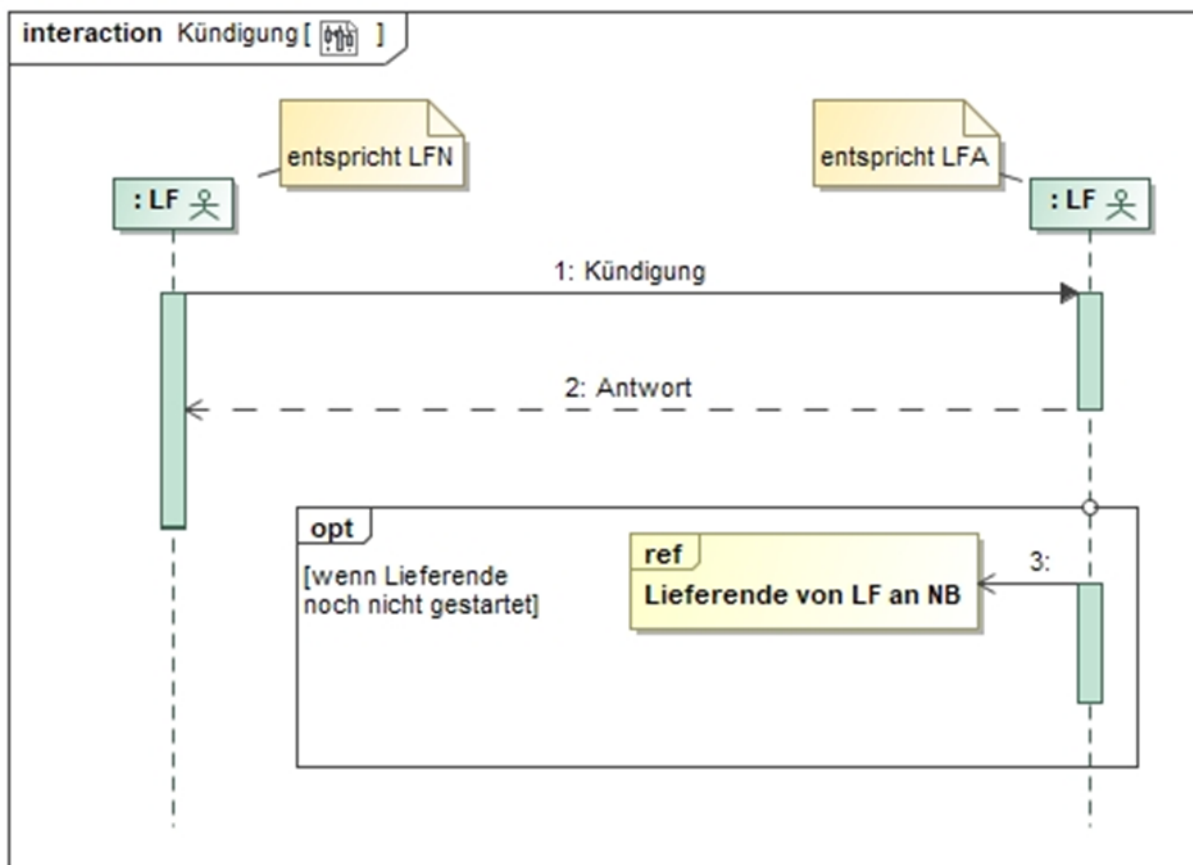 interaction Kündigung [ ]
entspricht LFN
entspricht LFA
: LF
: LF
1: Kündigung
2: Antwort
opt
[wenn Lieferende
noch nicht gestartet]
ref
Lieferende von LF an NB
3: